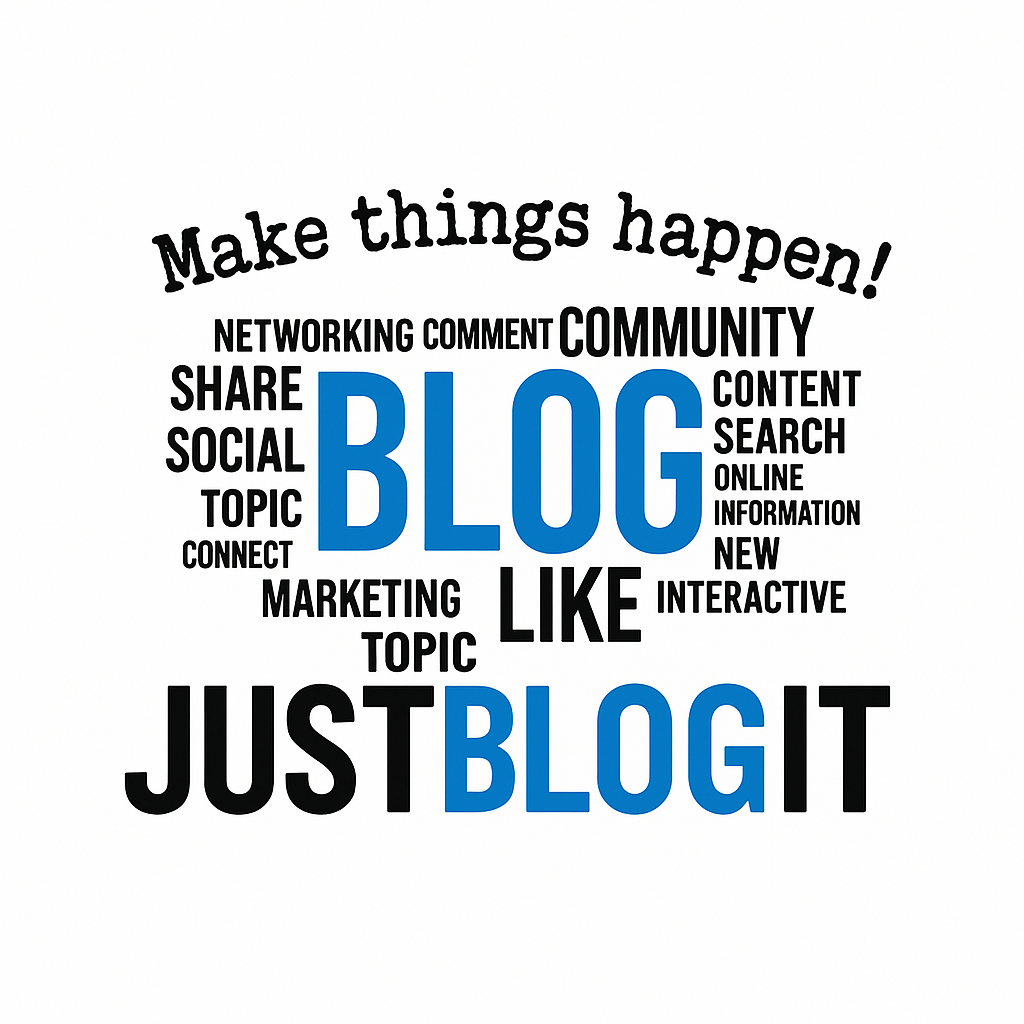 Make things happen!
NETWORKING COMMENT COMMUNITY
SHARE
SOCIAL
TOPIC
CONNECT
BLOG
CONTENT
SEARCH
ONLINE
INFORMATION
NEW
MARKETING LIKE INTERACTIVE
TOPIC
JUSTBLOGIT